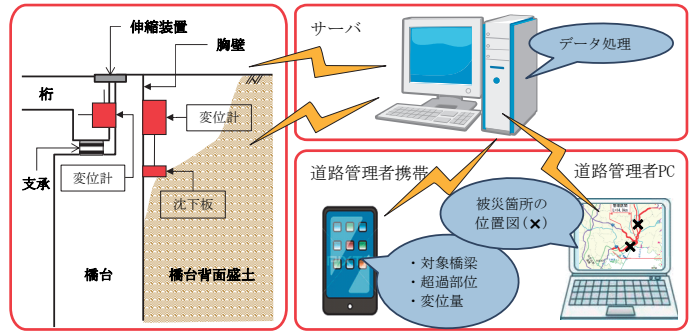 伸縮装置
胸壁
桁
変位計
支承
変位計
沈下板
橋台
橋台背面盛土
サーバ
データ処理
道路管理者携帯
・対象橋梁
・超過部位
・変位量
道路管理者PC
被災箇所の
位置図(×)